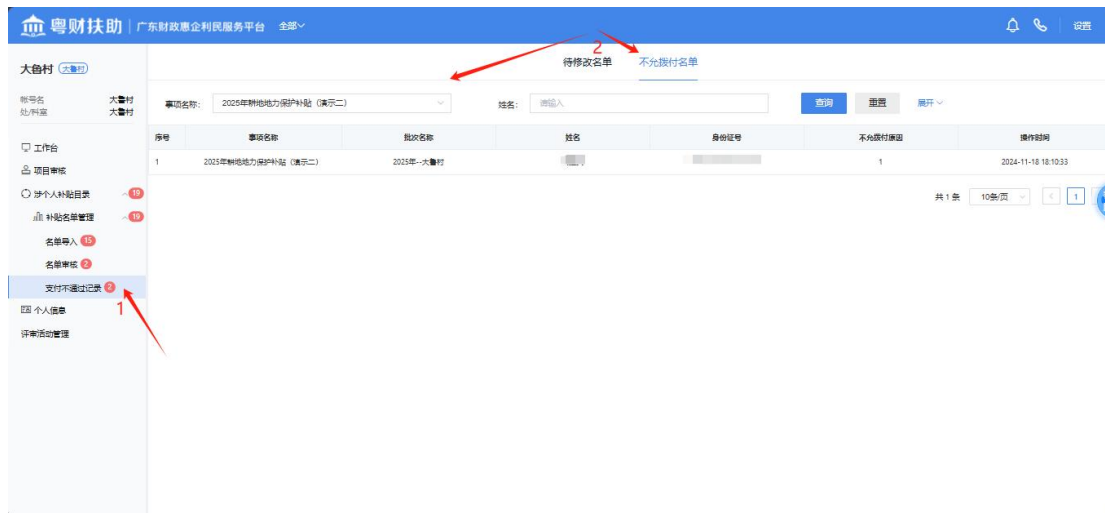 粤财扶助 广东财政惠企利民服务平台 全部 设置
2
待修改名单 不允拨付名单
大鲁村 大鲁村
帐号名 大鲁村
处/科室 大鲁村
事项名称: 2025年耕地地力保护补贴（演示二） 姓名: 请输入 查询 重置 展开
序号 事项名称 批次名称 姓名 身份证号 不允拨付原因 操作时间
1 2025年耕地地力保护补贴（演示二） 2025年--大鲁村 1 2024-11-18 18:10:33
共 1 条 10条/页 < 1
工作台
项目审核
涉个人补贴目录 19
补贴名单管理 19
名单导入 15
名单审核 2
支付不通过记录 2
1
个人信息
评审活动管理